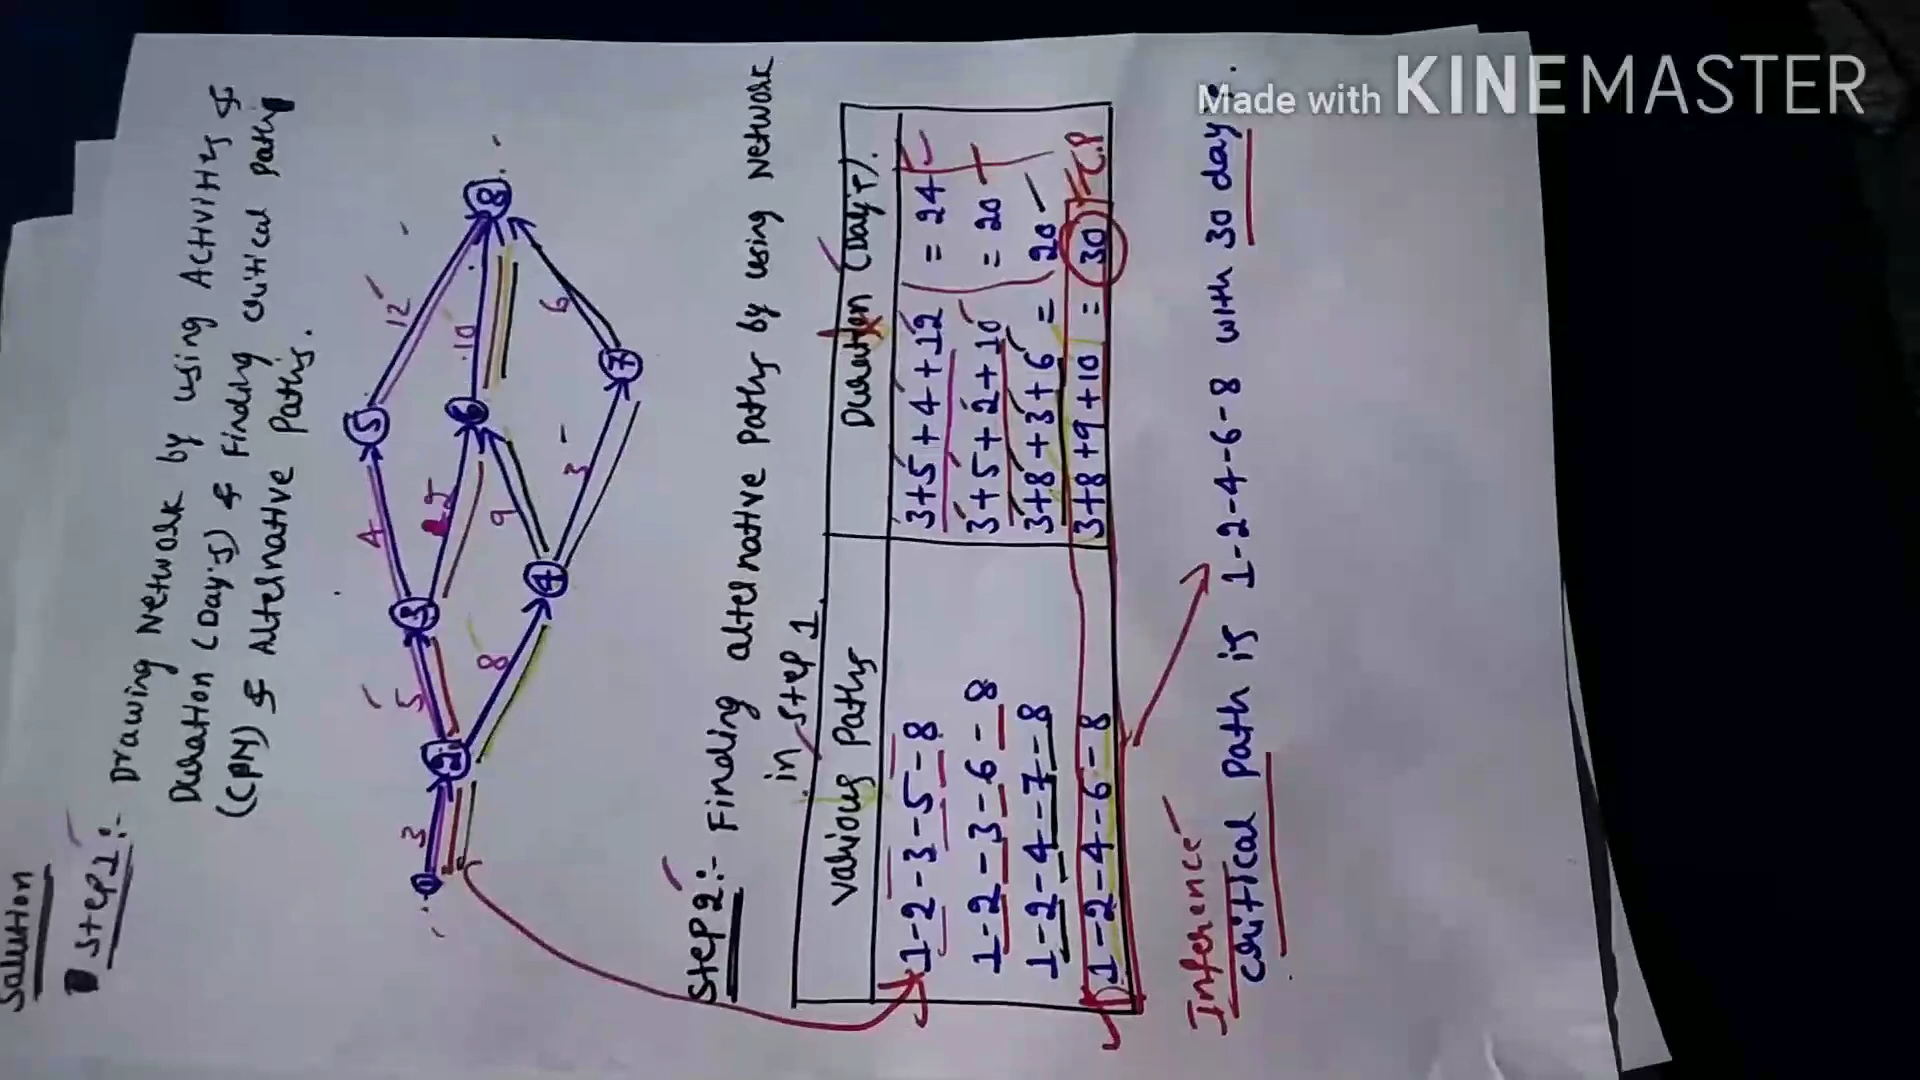 Made with KINEMASTER
Solution
Step 1:- Drawing Network by using Activities &
Duration (Days) & Finding critical path
(CPM) & Alternative Paths.
1
2
3
4
5
6
7
8
3
5
8
4
2
9
3
12
10
6
Step 2:- Finding alternative paths by using Network
in Step 1.
Various Paths Duration (Days).
1-2-3-5-8 3+5+4+12 = 24
1-2-3-6-8 3+5+2+10 = 20
1-2-4-7-8 3+8+3+6 = 20
1-2-4-6-8 3+8+9+10 = 30 C.P
Inference
Critical path is 1-2-4-6-8 with 30 days.